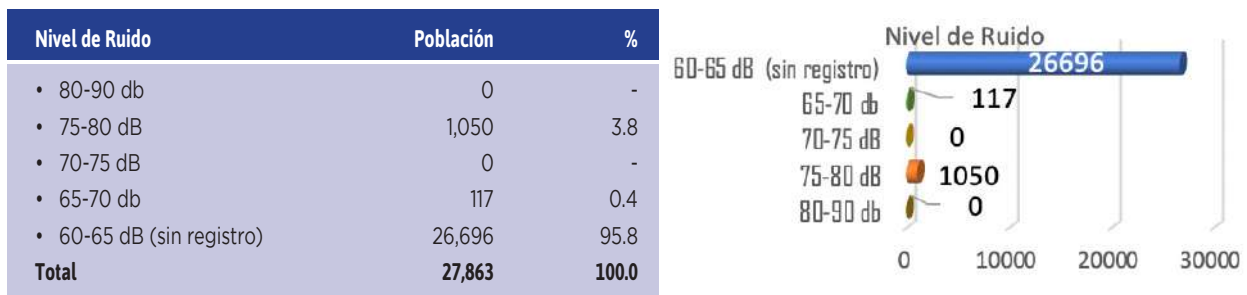 Nivel de Ruido Población %
• 80-90 db 0 -
• 75-80 dB 1,050 3.8
• 70-75 dB 0 -
• 65-70 db 117 0.4
• 60-65 dB (sin registro) 26,696 95.8
Total 27,863 100.0
Nivel de Ruido
60-65 dB (sin registro) 26696
65-70 db 117
70-75 dB 0
75-80 dB 1050
80-90 db 0
0 10000 20000 30000